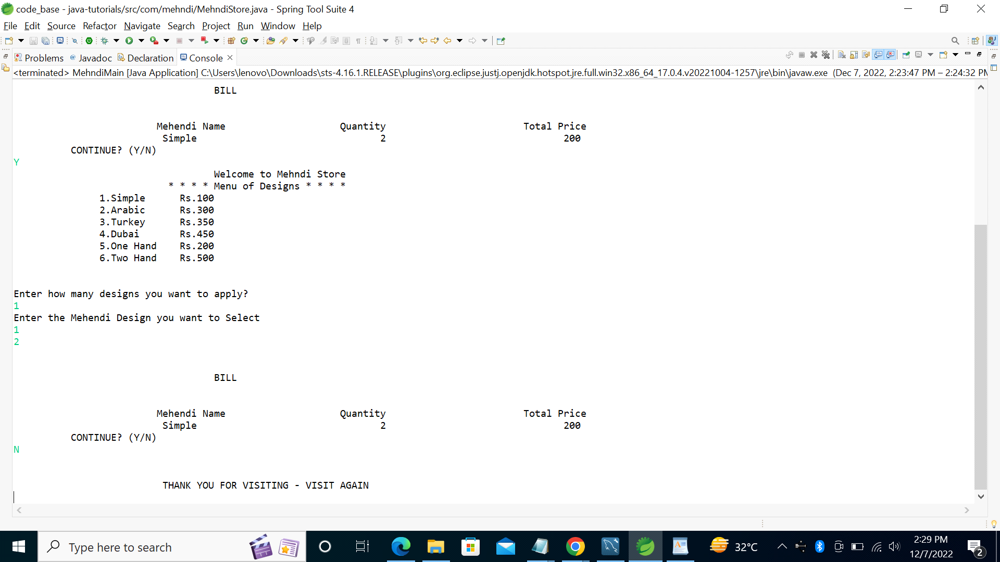 code_base - java-tutorials/src/com/mehndi/MehndiStore.java - Spring Tool Suite 4
File Edit Source Refactor Navigate Search Project Run Window Help
Problems @ Javadoc Declaration Console
<terminated> MehndiMain [Java Application] C:\Users\lenovo\Downloads\sts-4.16.1.RELEASE\plugins\org.eclipse.justj.openjdk.hotspot.jre.full.win32.x86_64_17.0.4.v20221004-1257\jre\bin\javaw.exe (Dec 7, 2022, 2:23:47 PM – 2:24:32 PM
BILL
Mehendi Name Quantity Total Price
Simple 2 200
CONTINUE? (Y/N)
Y
Welcome to Mehndi Store
* * * * Menu of Designs * * * *
1.Simple Rs.100
2.Arabic Rs.300
3.Turkey Rs.350
4.Dubai Rs.450
5.One Hand Rs.200
6.Two Hand Rs.500
Enter how many designs you want to apply?
1
Enter the Mehendi Design you want to Select
1
2
BILL
Mehendi Name Quantity Total Price
Simple 2 200
CONTINUE? (Y/N)
N
THANK YOU FOR VISITING - VISIT AGAIN
Type here to search
32°C
2:29 PM
12/7/2022
2